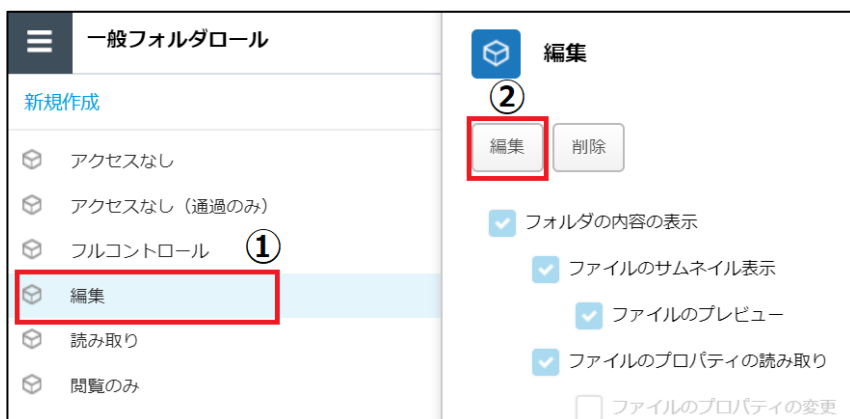 一般フォルダロール
新規作成
アクセスなし
アクセスなし（通過のみ）
フルコントロール
①
編集
読み取り
閲覧のみ
編集
②
編集 削除
フォルダの内容の表示
ファイルのサムネイル表示
ファイルのプレビュー
ファイルのプロパティの読み取り
ファイルのプロパティの変更